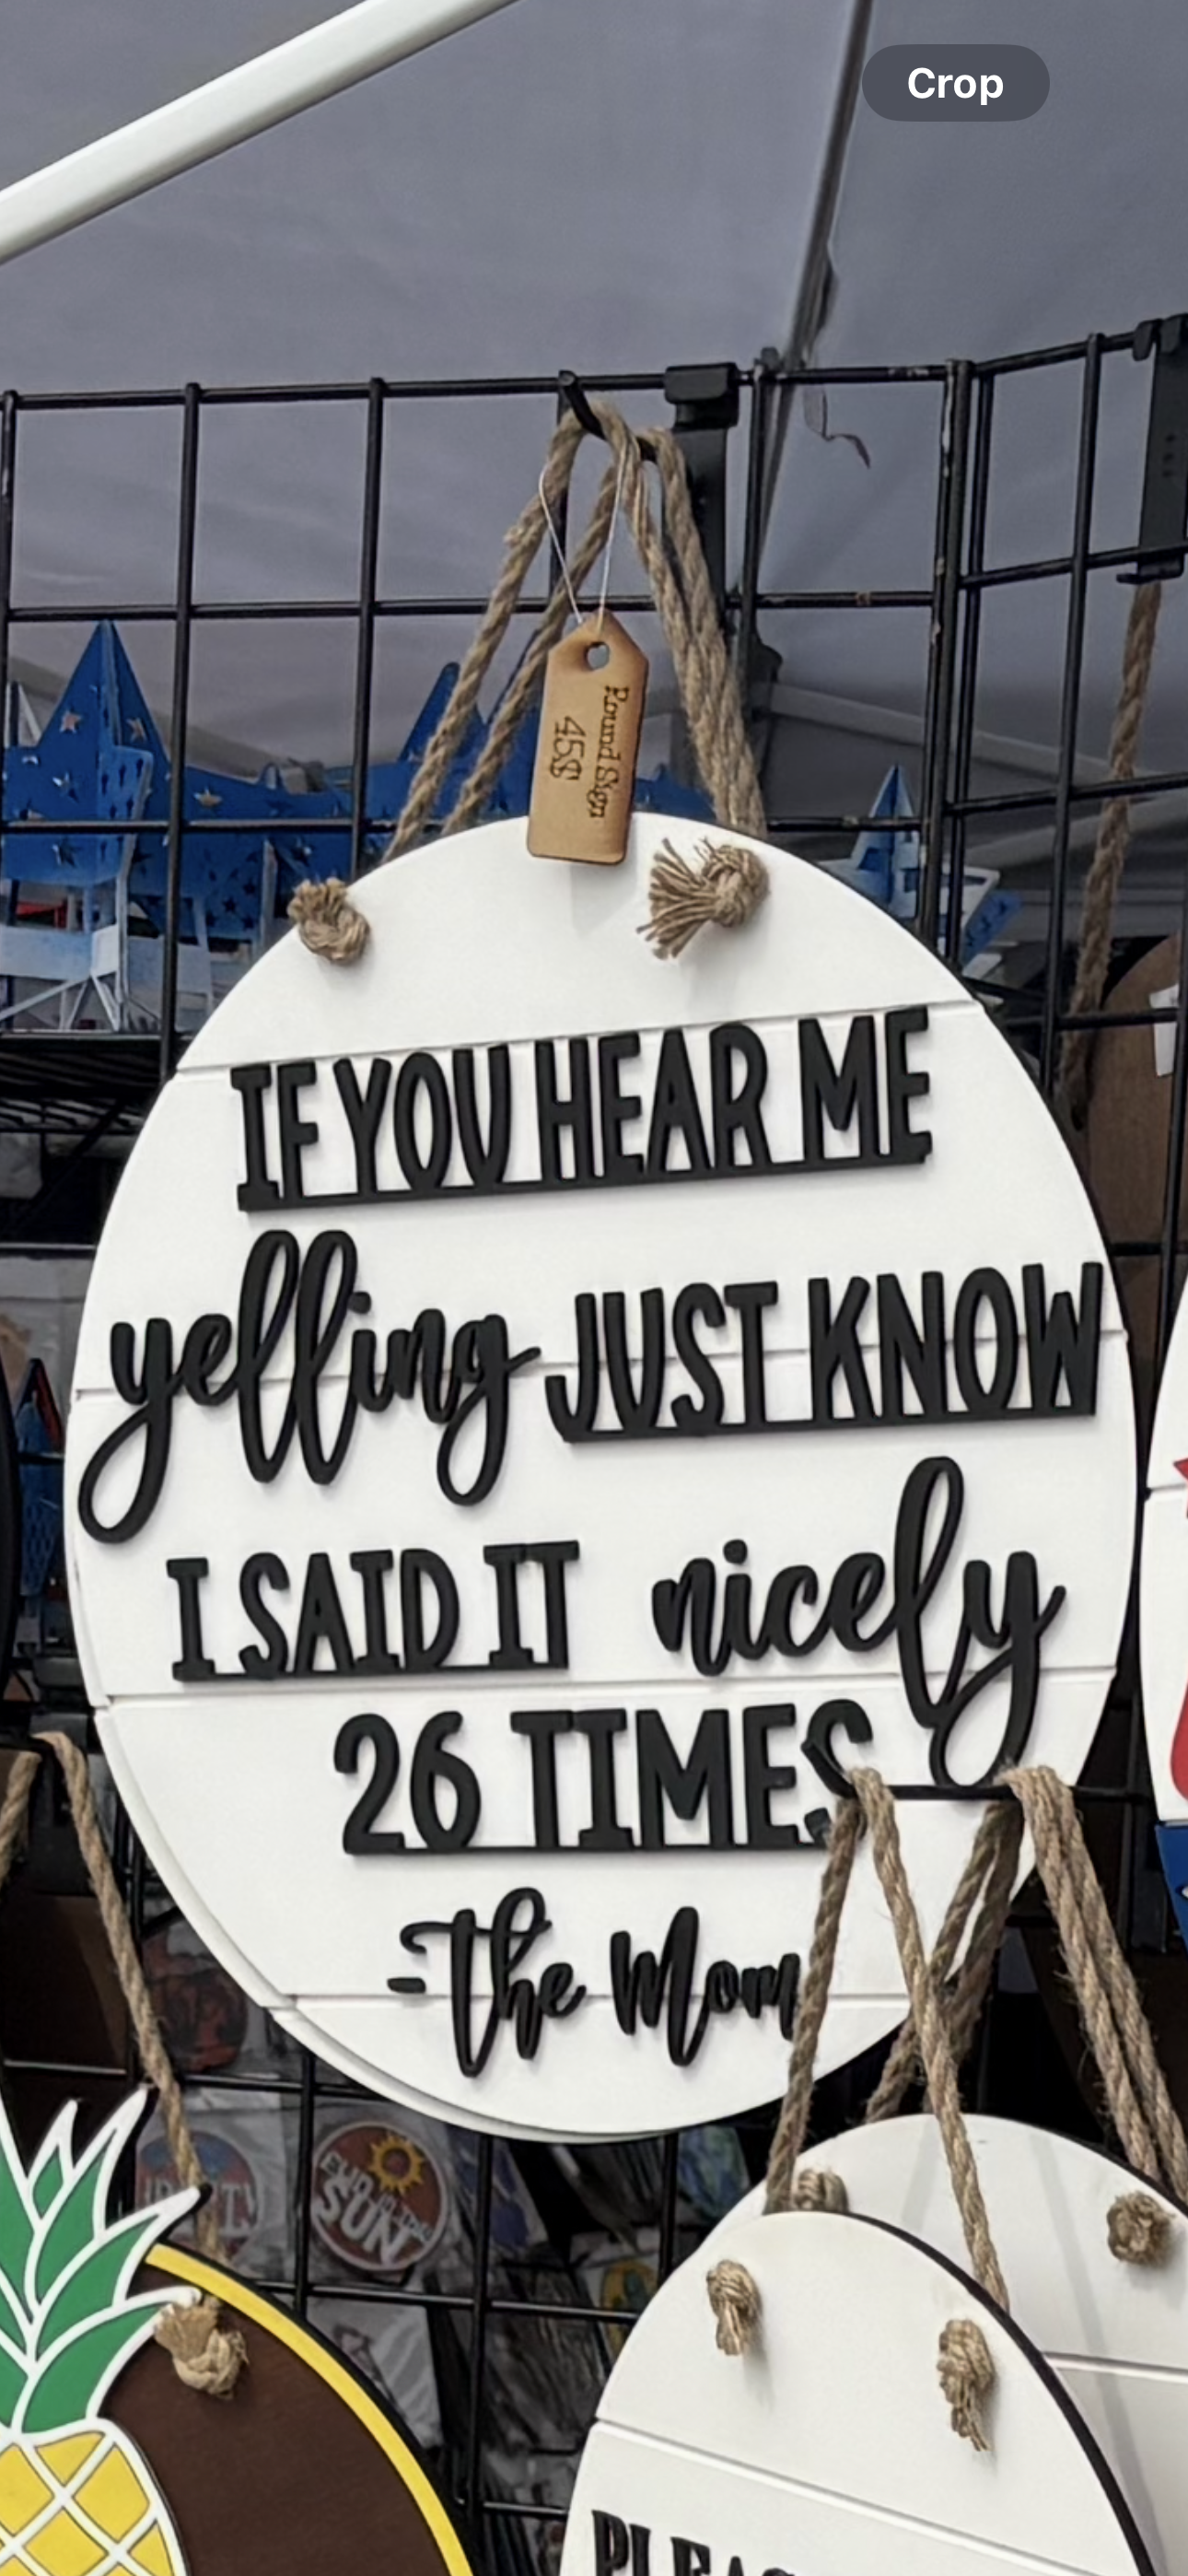 Crop
Round Sign
45$
IF YOU HEAR ME
yelling JUST KNOW
I SAID IT nicely
26 TIMES
-The Mom
SUN